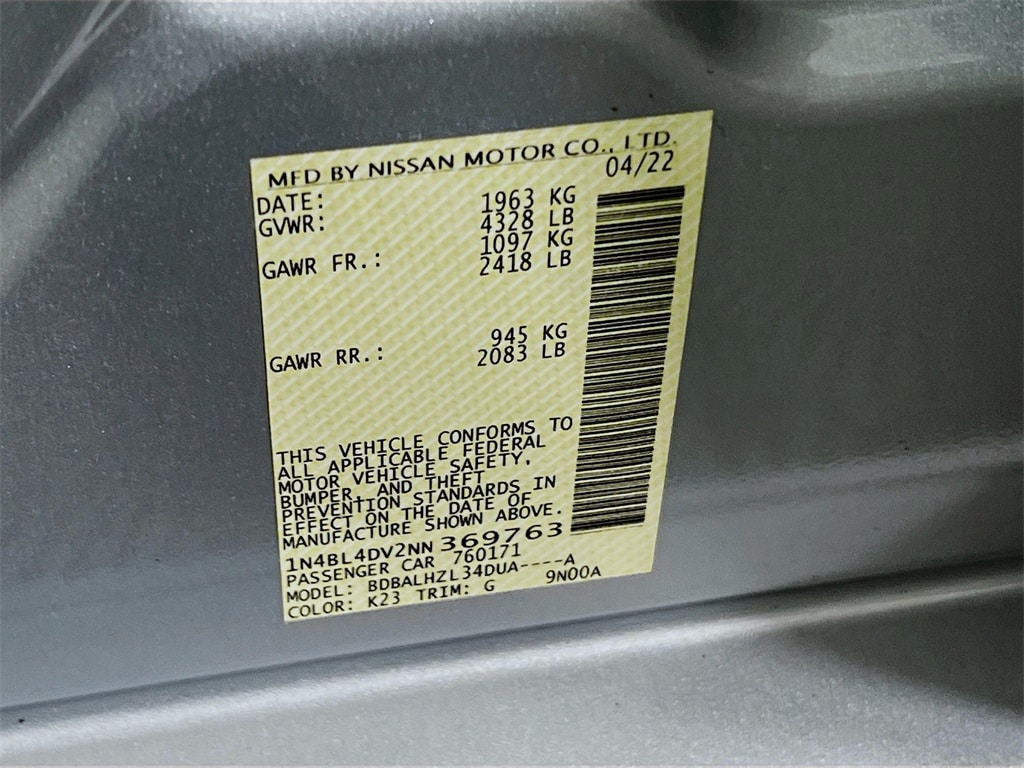 MFD BY NISSAN MOTOR CO., LTD.
DATE: 04/22
GVWR: 1963 KG
4328 LB
GAWR FR.: 1097 KG
2418 LB
GAWR RR.: 945 KG
2083 LB
THIS VEHICLE CONFORMS TO
ALL APPLICABLE FEDERAL
MOTOR VEHICLE SAFETY,
BUMPER, AND THEFT
PREVENTION STANDARDS IN
EFFECT ON THE DATE OF
MANUFACTURE SHOWN ABOVE.
1N4BL4DV2NN369763
PASSENGER CAR 760171
MODEL: BDBALHZL34DUA----A
COLOR: K23 TRIM: G 9N00A